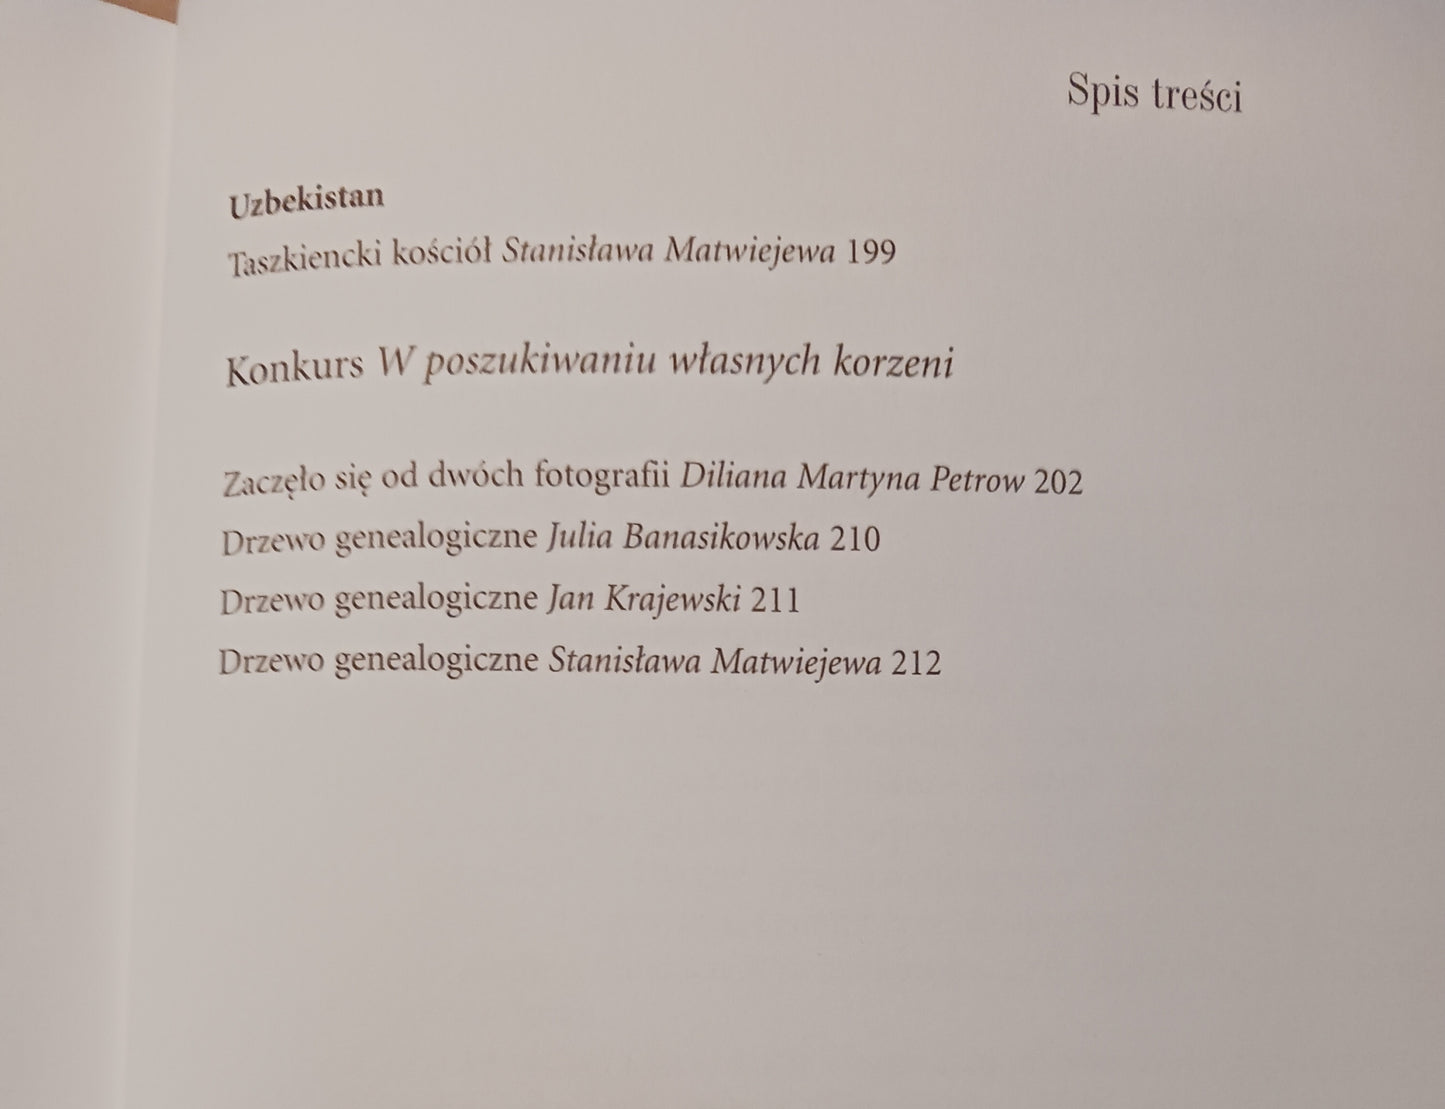 Spis treści
Uzbekistan
Taszkiencki kościół Stanisława Matwiejewa 199
Konkurs W poszukiwaniu własnych korzeni
Zaczęło się od dwóch fotografii Diliana Martyna Petrow 202
Drzewo genealogiczne Julia Banasikowska 210
Drzewo genealogiczne Jan Krajewski 211
Drzewo genealogiczne Stanisława Matwiejewa 212